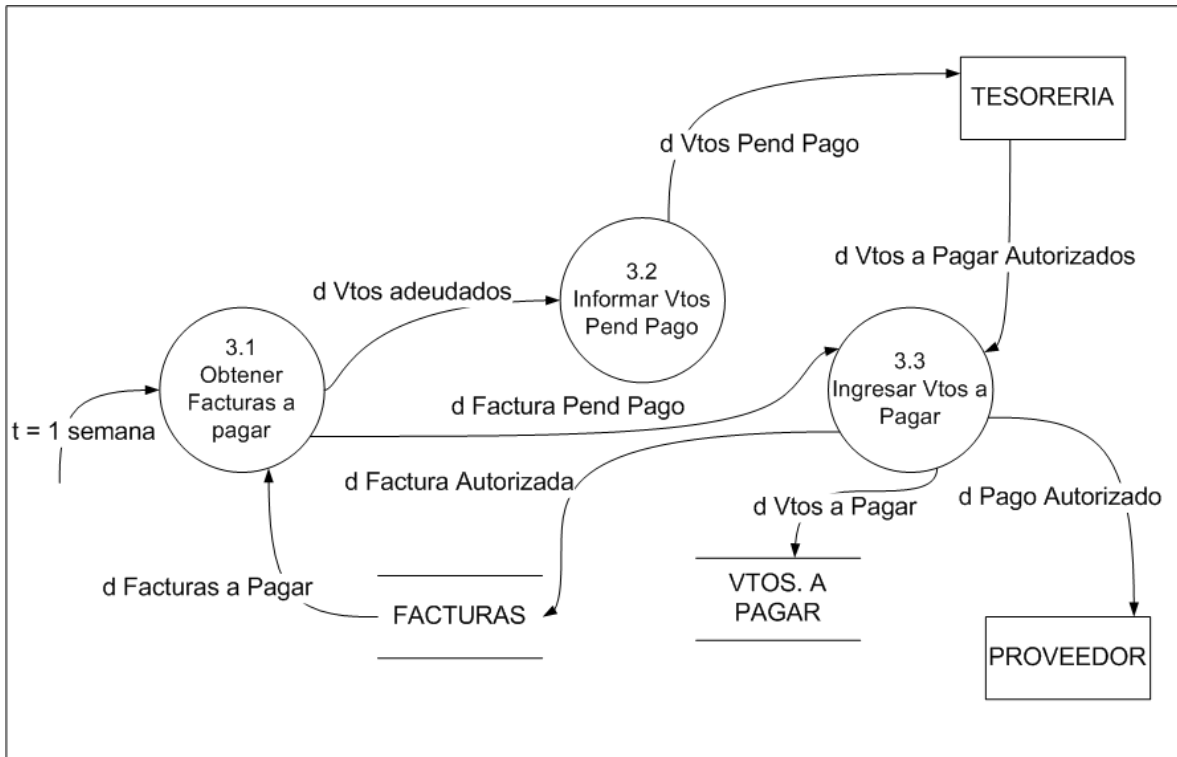 TESORERIA
d Vtos Pend Pago
d Vtos a Pagar Autorizados
3.2
Informar Vtos
Pend Pago
d Vtos adeudados
3.1
Obtener
Facturas a
pagar
3.3
Ingresar Vtos a
Pagar
t = 1 semana
d Factura Pend Pago
d Factura Autorizada
d Vtos a Pagar
d Pago Autorizado
d Facturas a Pagar
FACTURAS
VTOS. A
PAGAR
PROVEEDOR